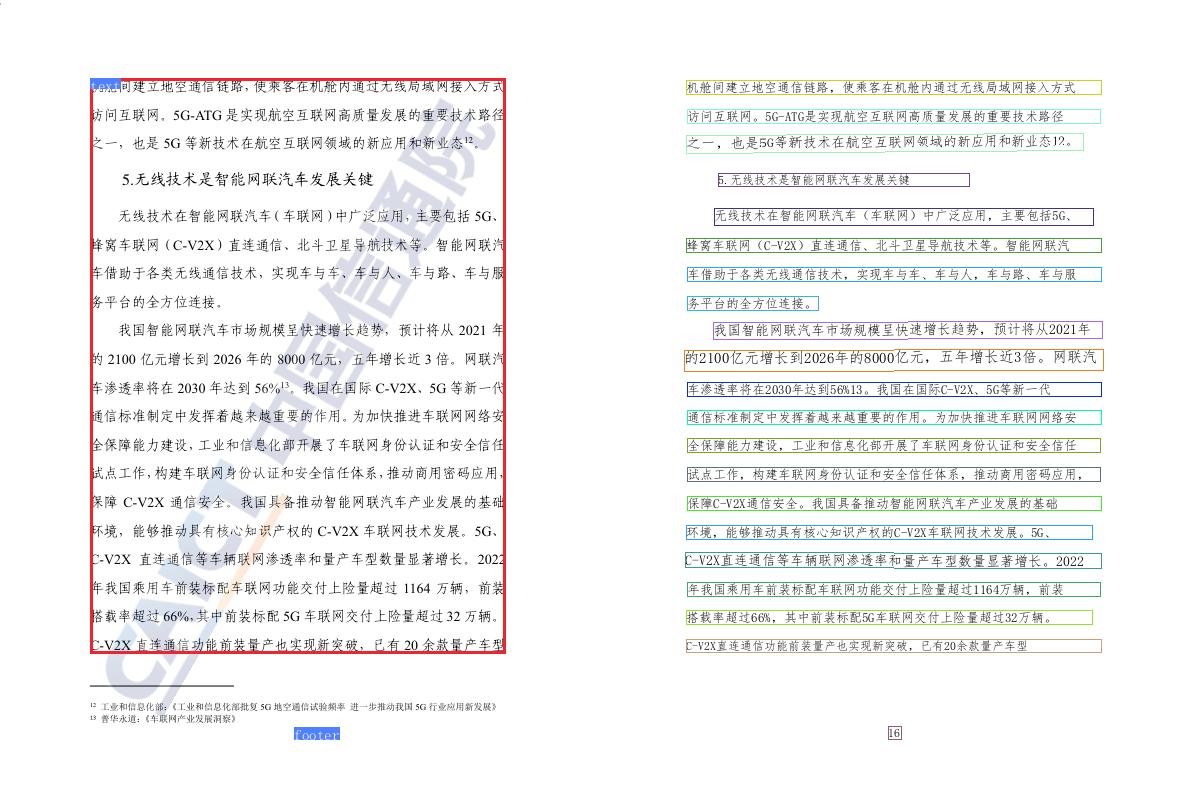 text
机舱间建立地空通信链路，使乘客在机舱内通过无线局域网接入方式
访问互联网。5G-ATG 是实现航空互联网高质量发展的重要技术路径
之一，也是 5G 等新技术在航空互联网领域的新应用和新业态12。
5.无线技术是智能网联汽车发展关键
无线技术在智能网联汽车（车联网）中广泛应用，主要包括 5G、
蜂窝车联网（C-V2X）直连通信、北斗卫星导航技术等。智能网联汽
车借助于各类无线通信技术，实现车与车、车与人、车与路、车与服
务平台的全方位连接。
我国智能网联汽车市场规模呈快速增长趋势，预计将从 2021 年
的 2100 亿元增长到 2026 年的 8000 亿元，五年增长近 3 倍。网联汽
车渗透率将在 2030 年达到 56%13。我国在国际 C-V2X、5G 等新一代
通信标准制定中发挥着越来越重要的作用。为加快推进车联网网络安
全保障能力建设，工业和信息化部开展了车联网身份认证和安全信任
试点工作，构建车联网身份认证和安全信任体系，推动商用密码应用，
保障 C-V2X 通信安全。我国具备推动智能网联汽车产业发展的基础
环境，能够推动具有核心知识产权的 C-V2X 车联网技术发展。5G、
C-V2X 直连通信等车辆联网渗透率和量产车型数量显著增长。2022
年我国乘用车前装标配车联网功能交付上险量超过 1164 万辆，前装
搭载率超过 66%，其中前装标配 5G 车联网交付上险量超过 32 万辆。
C-V2X 直连通信功能前装量产也实现新突破，已有 20 余款量产车型
CAICT 中国信通院
12 工业和信息化部：《工业和信息化部批复 5G 地空通信试验频率 进一步推动我国 5G 行业应用新发展》
13 普华永道：《车联网产业发展洞察》
footer
机舱间建立地空通信链路，使乘客在机舱内通过无线局域网接入方式
访问互联网。5G-ATG是实现航空互联网高质量发展的重要技术路径
之一，也是5G等新技术在航空互联网领域的新应用和新业态12。
5.无线技术是智能网联汽车发展关键
无线技术在智能网联汽车（车联网）中广泛应用，主要包括5G、
蜂窝车联网（C-V2X）直连通信、北斗卫星导航技术等。智能网联汽
车借助于各类无线通信技术，实现车与车、车与人，车与路、车与服
务平台的全方位连接。
我国智能网联汽车市场规模呈快速增长趋势，预计将从2021年
的2100亿元增长到2026年的8000亿元，五年增长近3倍。网联汽
车渗透率将在2030年达到56%13。我国在国际C-V2X、5G等新一代
通信标准制定中发挥着越来越重要的作用。为加快推进车联网网络安
全保障能力建设，工业和信息化部开展了车联网身份认证和安全信任
试点工作，构建车联网身份认证和安全信任体系，推动商用密码应用，
保障C-V2X通信安全。我国具备推动智能网联汽车产业发展的基础
环境，能够推动具有核心知识产权的C-V2X车联网技术发展。5G、
C-V2X直连通信等车辆联网渗透率和量产车型数量显著增长。2022
年我国乘用车前装标配车联网功能交付上险量超过1164万辆，前装
搭载率超过66%，其中前装标配5G车联网交付上险量超过32万辆。
C-V2X直连通信功能前装量产也实现新突破，已有20余款量产车型
16